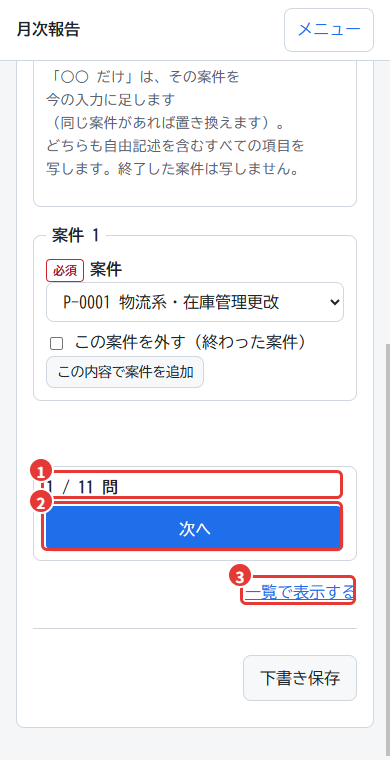 月次報告
メニュー
「○○ だけ」は、その案件を
今の入力に足します
（同じ案件があれば置き換えます）。
どちらも自由記述を含むすべての項目を
写します。終了した案件は写しません。
案件 1
必須 案件
P-0001 物流系・在庫管理更改
この案件を外す（終わった案件）
この内容で案件を追加
1
1 / 11 問
2
次へ
3
一覧で表示する
下書き保存